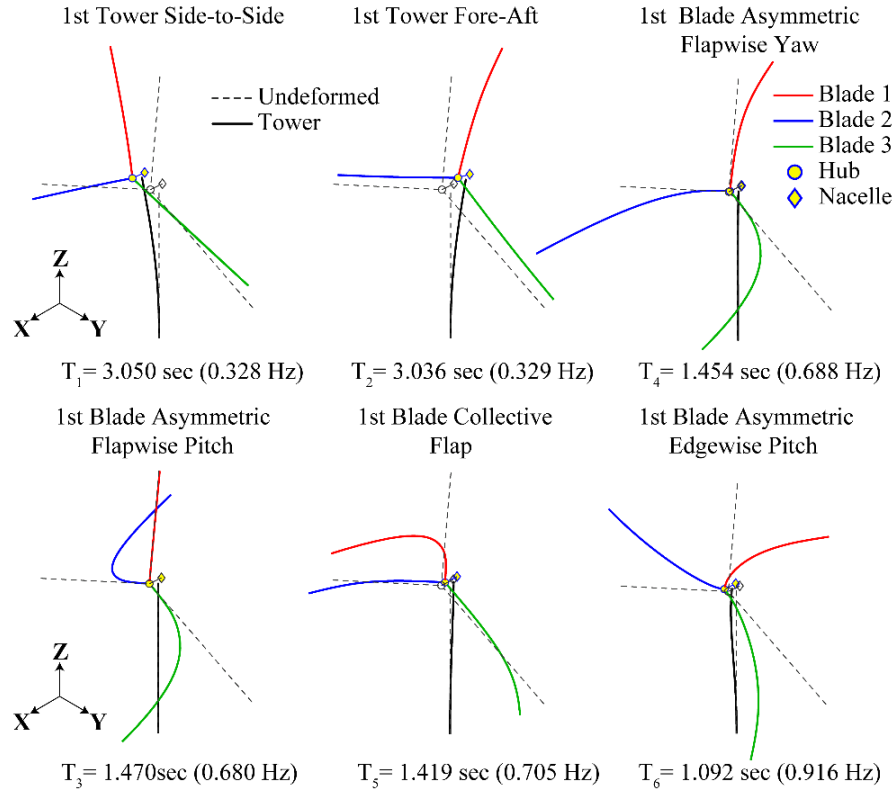 1st Tower Side-to-Side
1st Tower Fore-Aft
1st Blade Asymmetric
Flapwise Yaw
Undeformed
Tower
Blade 1
Blade 2
Blade 3
Hub
Nacelle
Z
X
Y
T1= 3.050 sec (0.328 Hz)
T2= 3.036 sec (0.329 Hz)
T4= 1.454 sec (0.688 Hz)
1st Blade Asymmetric
Flapwise Pitch
1st Blade Collective
Flap
1st Blade Asymmetric
Edgewise Pitch
Z
X
Y
T3= 1.470sec (0.680 Hz)
T5= 1.419 sec (0.705 Hz)
T6= 1.092 sec (0.916 Hz)